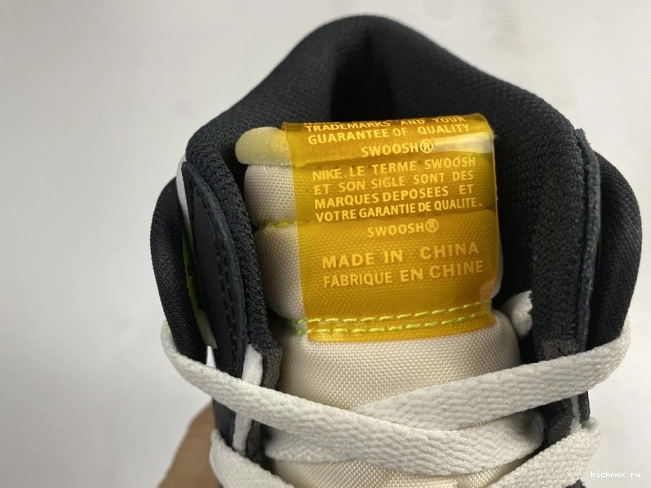 TRADEMARKS AND YOUR
GUARANTEE OF QUALITY
SWOOSH®
NIKE. LE TERME SWOOSH
ET SON SIGLE SONT DES
MARQUES DEPOSEES ET
VOTRE GARANTIE DE QUALITE.
SWOOSH®
MADE IN CHINA
FABRIQUE EN CHINE
kickmax.ru